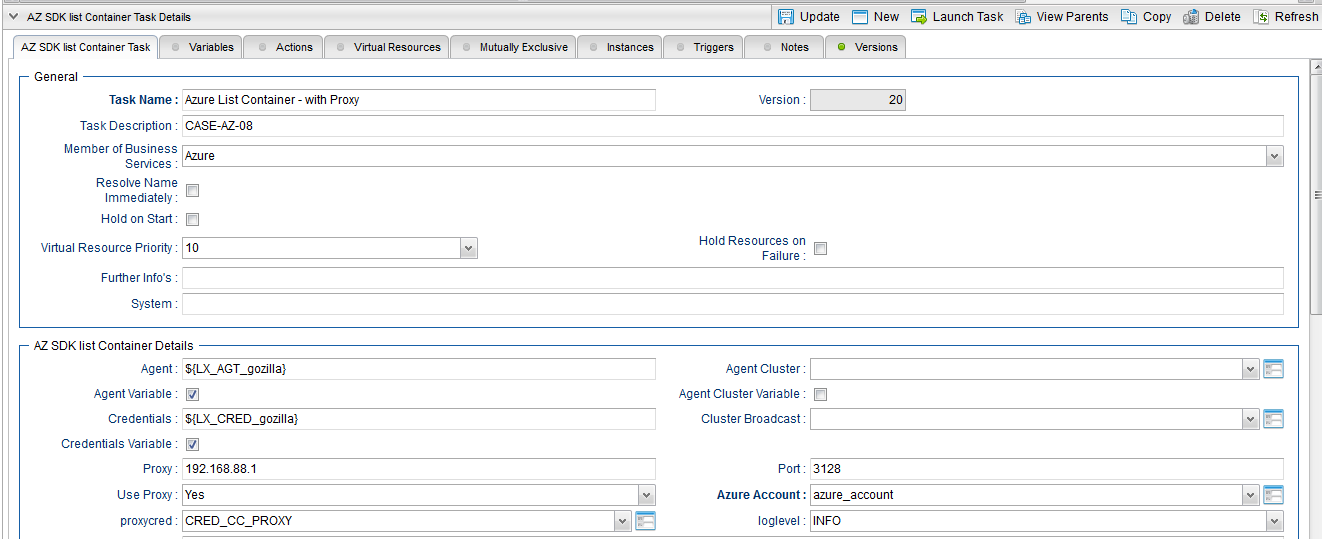 AZ SDK list Container Task Details Update New Launch Task View Parents Copy Delete Refresh
AZ SDK list Container Task Variables Actions Virtual Resources Mutually Exclusive Instances Triggers Notes Versions
General
Task Name : Azure List Container - with Proxy Version : 20
Task Description : CASE-AZ-08
Member of Business
Services : Azure
Resolve Name
Immediately :
Hold on Start :
Virtual Resource Priority : 10 Hold Resources on
Failure :
Further Info's :
System :
AZ SDK list Container Details
Agent : ${LX_AGT_gozilla} Agent Cluster :
Agent Variable : Agent Cluster Variable :
Credentials : ${LX_CRED_gozilla} Cluster Broadcast :
Credentials Variable :
Proxy : 192.168.88.1 Port : 3128
Use Proxy : Yes Azure Account : azure_account
proxycred : CRED_CC_PROXY loglevel : INFO